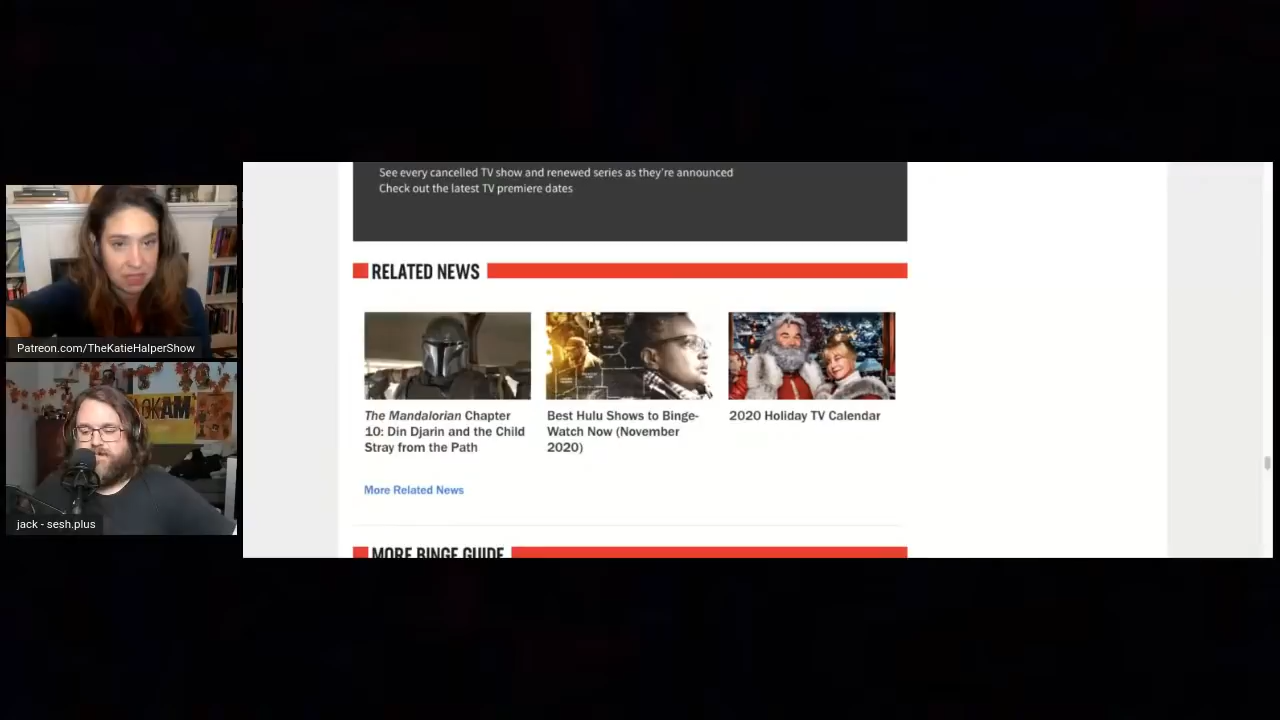 See every cancelled TV show and renewed series as they're announced
Check out the latest TV premiere dates
RELATED NEWS
The Mandalorian Chapter
10: Din Djarin and the Child
Stray from the Path
Best Hulu Shows to Binge-
Watch Now (November
2020)
2020 Holiday TV Calendar
More Related News
MORE BINGE GUIDE
Patreon.com/TheKatieHalperShow
AM
jack - sesh.plus